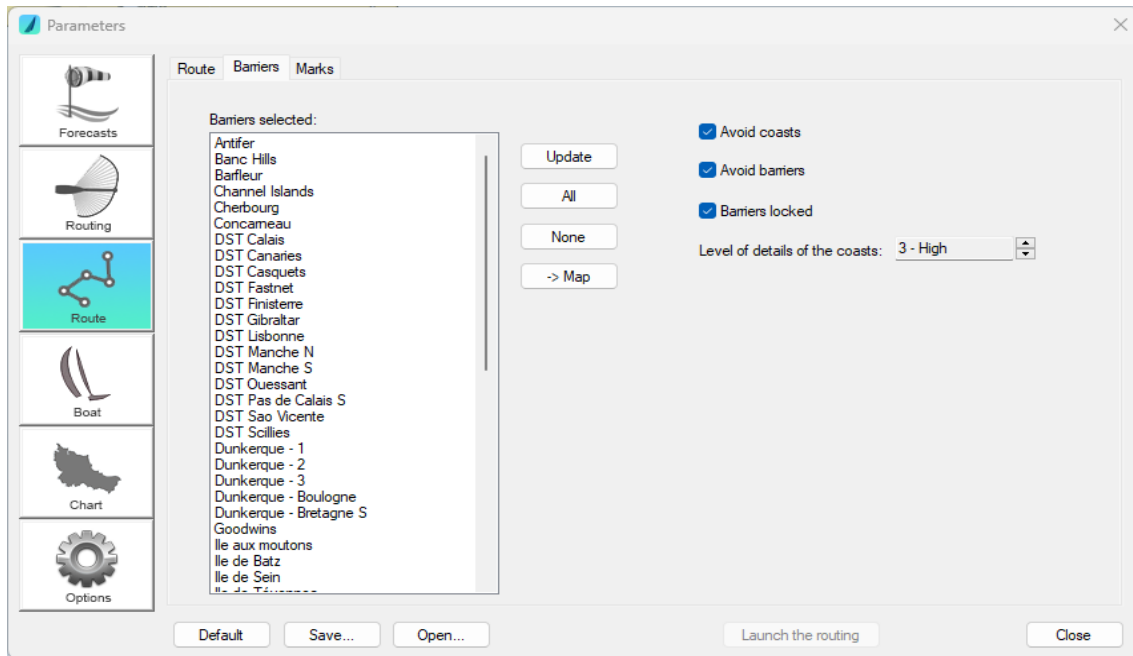 Parameters
Forecasts
Routing
Route
Boat
Chart
Options
Route Barriers Marks
Barriers selected:
Antifer
Banc Hills
Barfleur
Channel Islands
Cherbourg
Concarneau
DST Calais
DST Canaries
DST Casquets
DST Fastnet
DST Finisterre
DST Gibraltar
DST Lisbonne
DST Manche N
DST Manche S
DST Ouessant
DST Pas de Calais S
DST Sao Vicente
DST Scillies
Dunkerque - 1
Dunkerque - 2
Dunkerque - 3
Dunkerque - Boulogne
Dunkerque - Bretagne S
Goodwins
Ile aux moutons
Ile de Batz
Ile de Sein
Update
All
None
-> Map
Avoid coasts
Avoid barriers
Barriers locked
Level of details of the coasts: 3 - High
Default Save... Open... Launch the routing Close